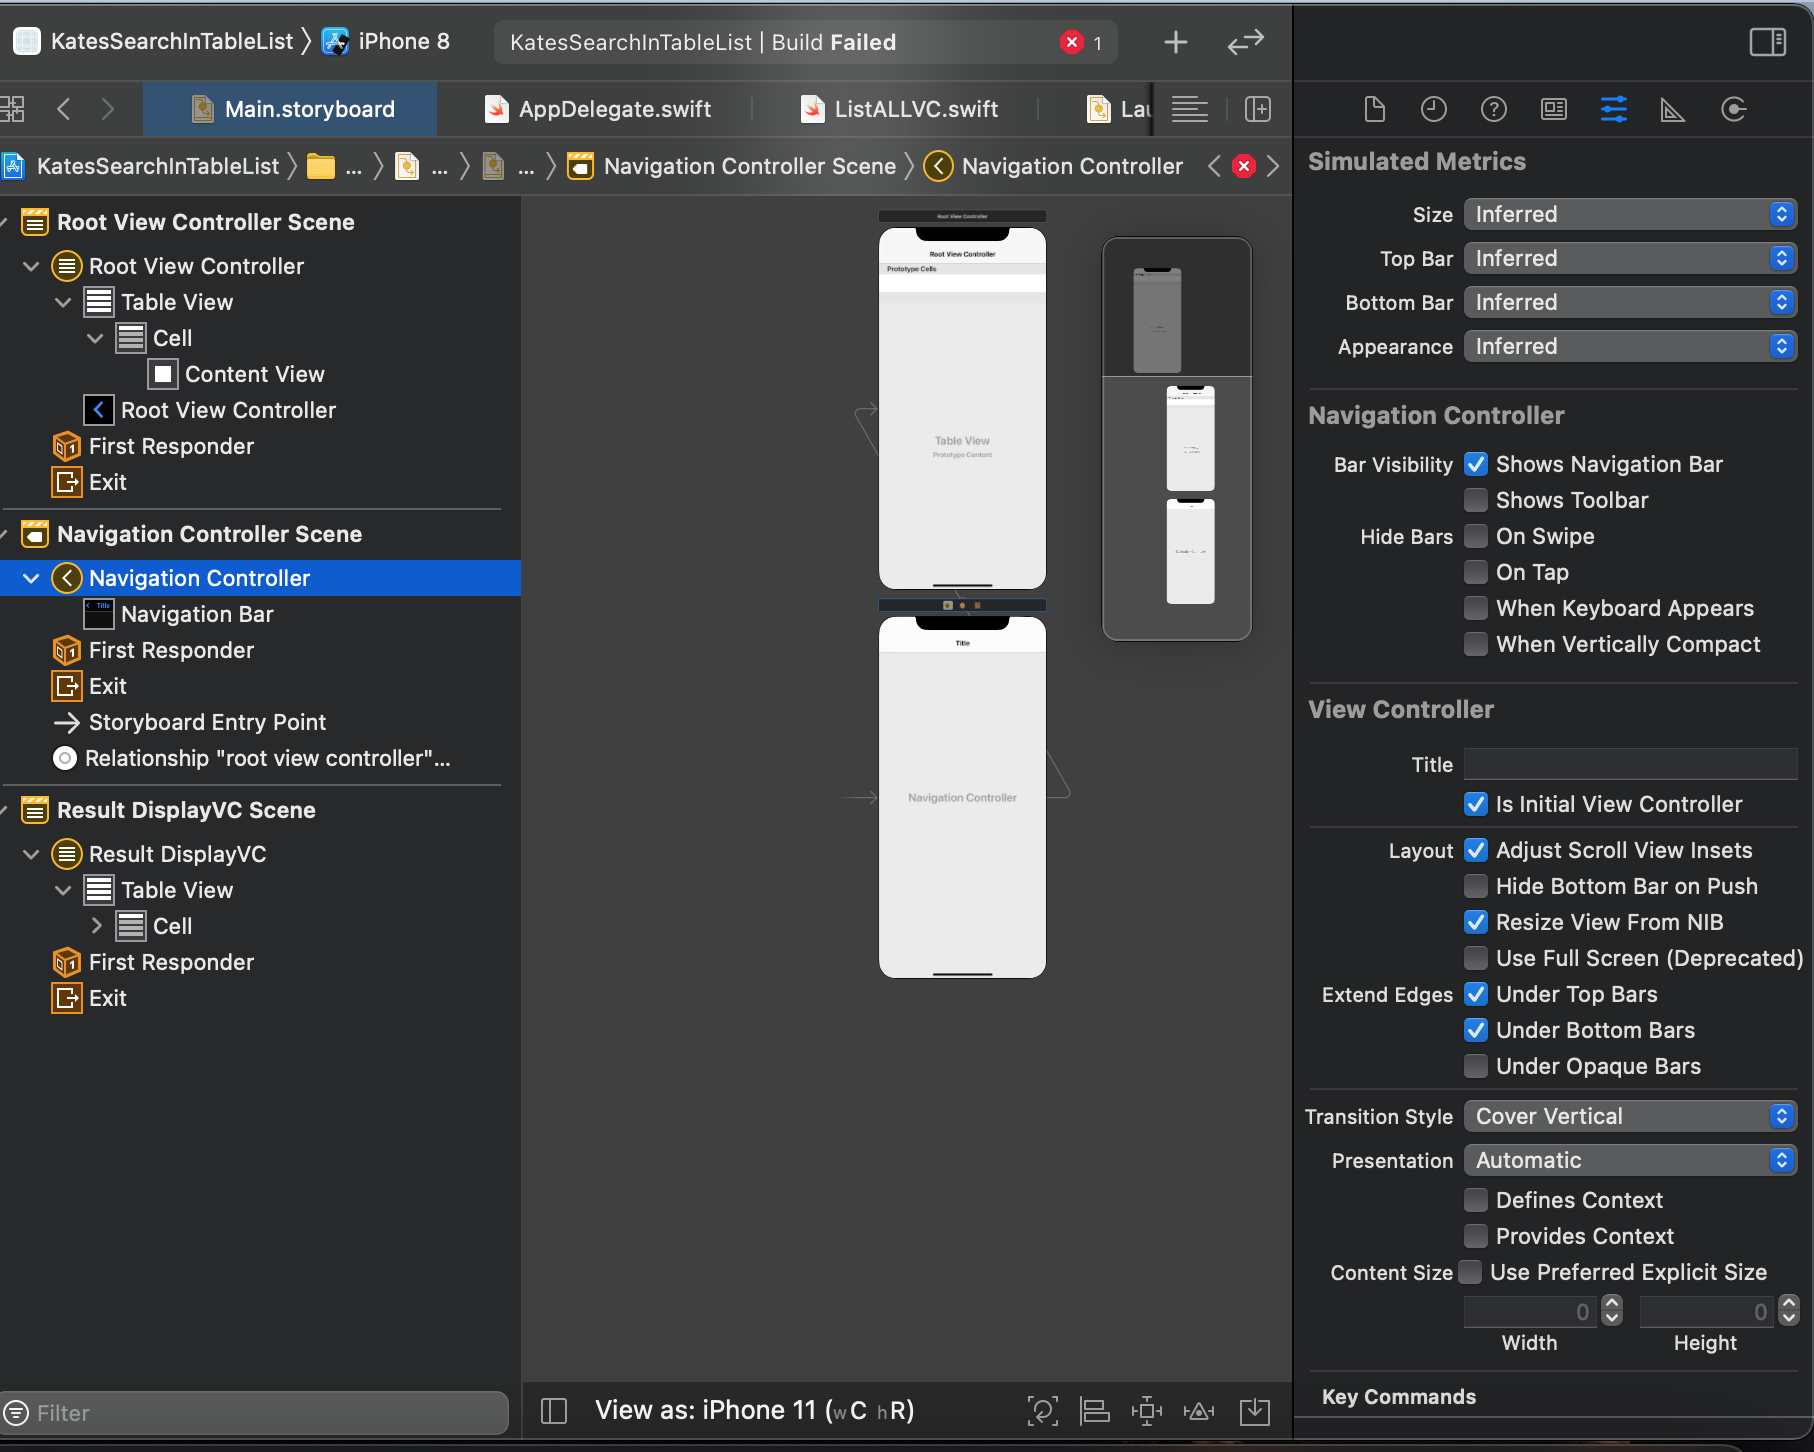 KatesSearchInTableList
iPhone 8
KatesSearchInTableList | Build Failed
1
Main.storyboard
AppDelegate.swift
ListALLVC.swift
Lau
KatesSearchInTableList
...
...
...
Navigation Controller Scene
Navigation Controller
Root View Controller Scene
Root View Controller
Table View
Cell
Content View
Root View Controller
First Responder
Exit
Navigation Controller Scene
Navigation Controller
Title
Navigation Bar
First Responder
Exit
Storyboard Entry Point
Relationship "root view controller"...
Result DisplayVC Scene
Result DisplayVC
Table View
Cell
First Responder
Exit
Filter
Root View Controller
Root View Controller
Prototype Cells
Table View
Prototype Content
Title
Navigation Controller
View as: iPhone 11 (wC hR)
Simulated Metrics
Size Inferred
Top Bar Inferred
Bottom Bar Inferred
Appearance Inferred
Navigation Controller
Bar Visibility Shows Navigation Bar
Shows Toolbar
Hide Bars On Swipe
On Tap
When Keyboard Appears
When Vertically Compact
View Controller
Title
Is Initial View Controller
Layout Adjust Scroll View Insets
Hide Bottom Bar on Push
Resize View From NIB
Use Full Screen (Deprecated)
Extend Edges Under Top Bars
Under Bottom Bars
Under Opaque Bars
Transition Style Cover Vertical
Presentation Automatic
Defines Context
Provides Context
Content Size Use Preferred Explicit Size
0 0
Width Height
Key Commands